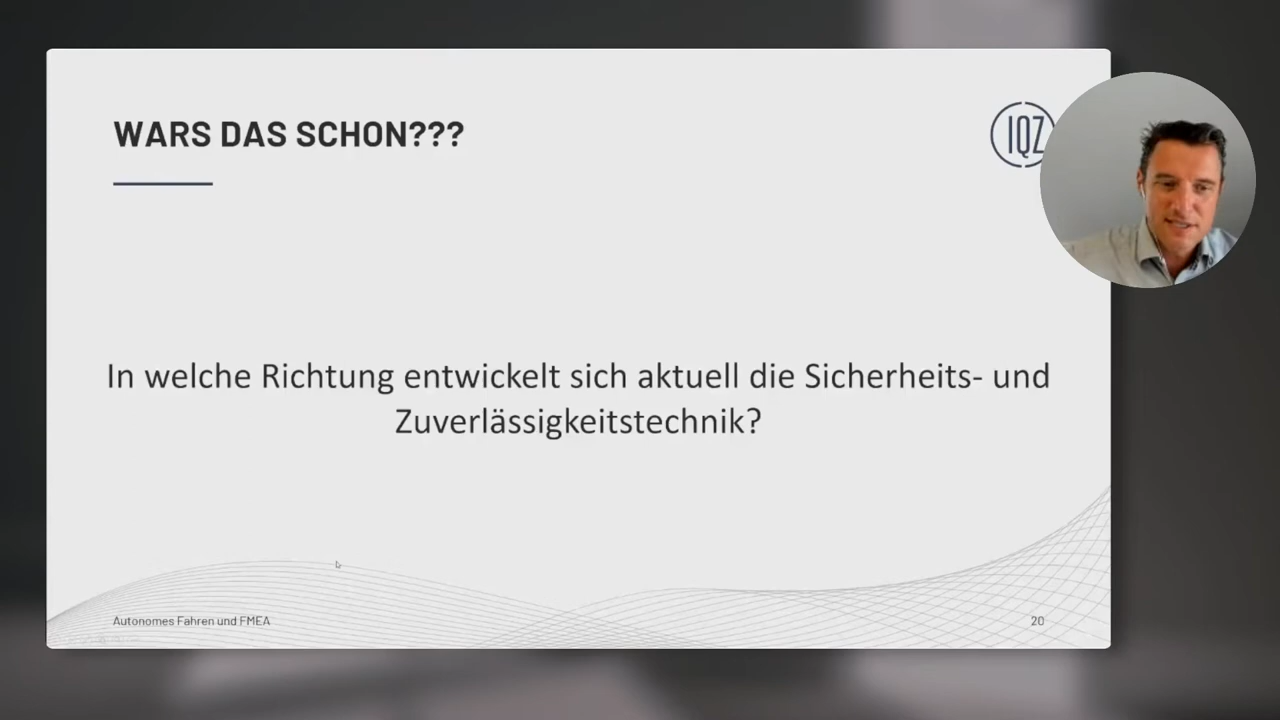 WARS DAS SCHON???
IQZ
In welche Richtung entwickelt sich aktuell die Sicherheits- und
Zuverlässigkeitstechnik?
Autonomes Fahren und FMEA
20